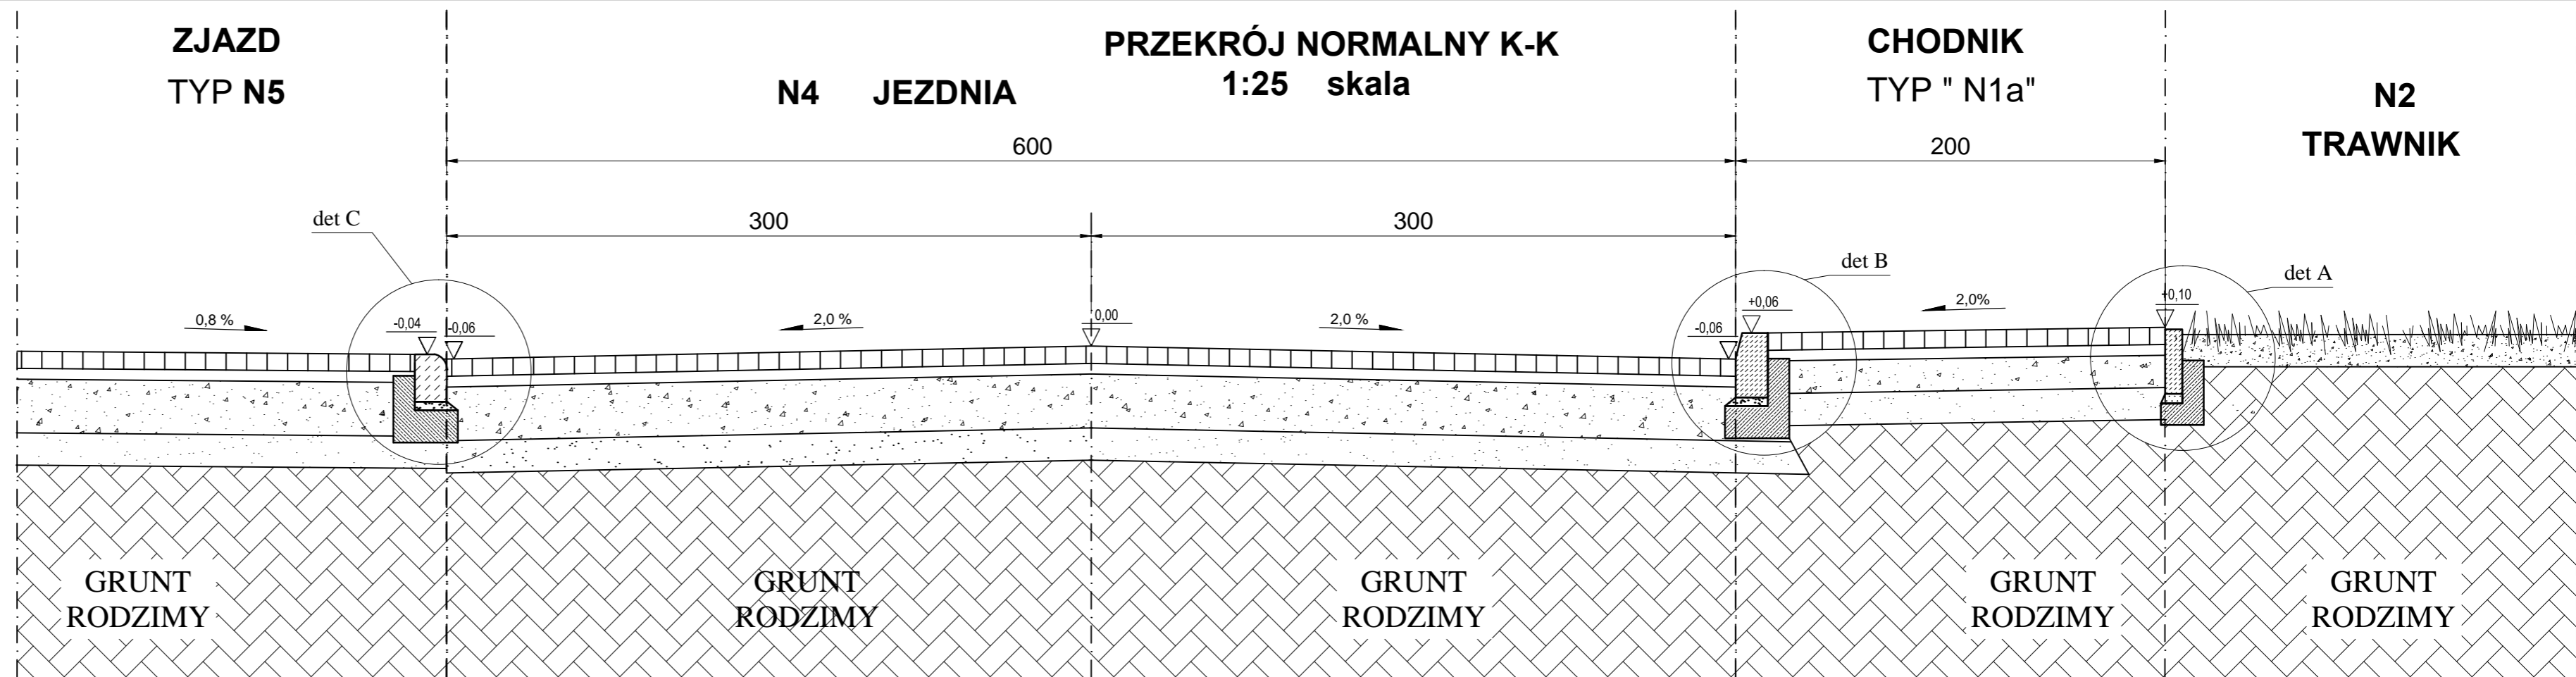 ZJAZD
TYP N5
N4 JEZDNIA
PRZEKRÓJ NORMALNY K-K
1:25 skala
CHODNIK
TYP " N1a"
N2
TRAWNIK
600
200
300
300
det C
det B
det A
0,8 %
-0,04
-0,06
2,0 %
0,00
2,0 %
-0,06
+0,06
2,0%
+0,10
GRUNT
RODZIMY
GRUNT
RODZIMY
GRUNT
RODZIMY
GRUNT
RODZIMY
GRUNT
RODZIMY